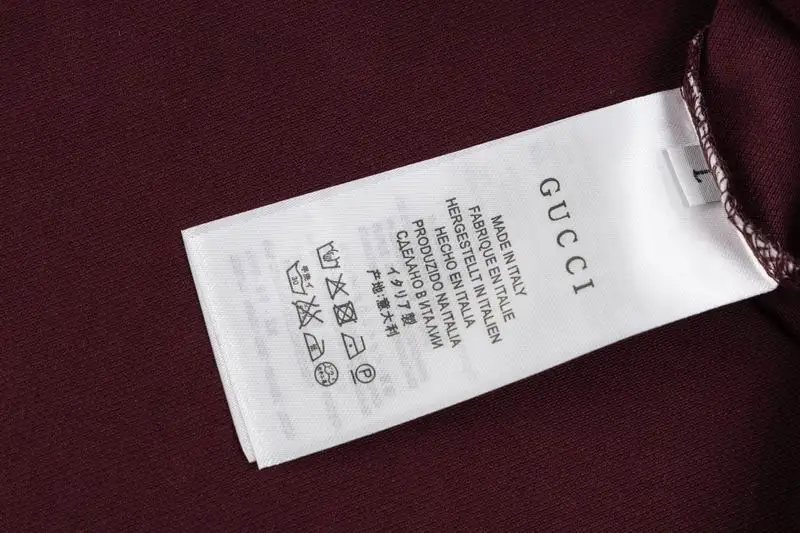 GUCCI
MADE IN ITALY
FABRIQUE EN ITALIE
HERGESTELLT IN ITALIEN
HECHO EN ITALIA
PRODUZIDO NA ITALIA
СДЕЛАНО В ИТАЛИИ
イタリア製
产地:意大利
P
L